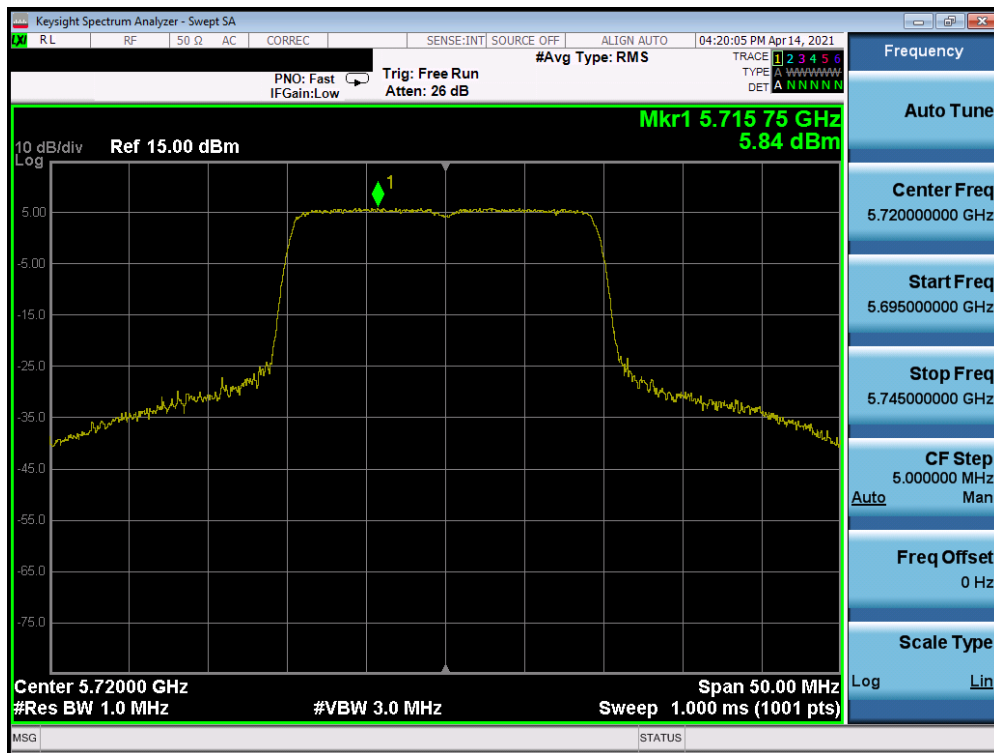 Keysight Spectrum Analyzer - Swept SA
LXI RL RF 50 Ω AC CORREC SENSE:INT SOURCE OFF ALIGN AUTO 04:20:05 PM Apr 14, 2021
#Avg Type: RMS
TRACE 1 2 3 4 5 6
PNO: Fast Trig: Free Run
TYPE A WWWWW
IFGain:Low Atten: 26 dB
DET A N N N N N
Mkr1 5.715 75 GHz
5.84 dBm
10 dB/div Ref 15.00 dBm
Log
1
5.00
-5.00
-15.0
-25.0
-35.0
-45.0
-55.0
-65.0
-75.0
Center 5.72000 GHz Span 50.00 MHz
#Res BW 1.0 MHz #VBW 3.0 MHz Sweep 1.000 ms (1001 pts)
MSG STATUS
Frequency
Auto Tune
Center Freq
5.720000000 GHz
Start Freq
5.695000000 GHz
Stop Freq
5.745000000 GHz
CF Step
5.000000 MHz
Auto Man
Freq Offset
0 Hz
Scale Type
Log Lin